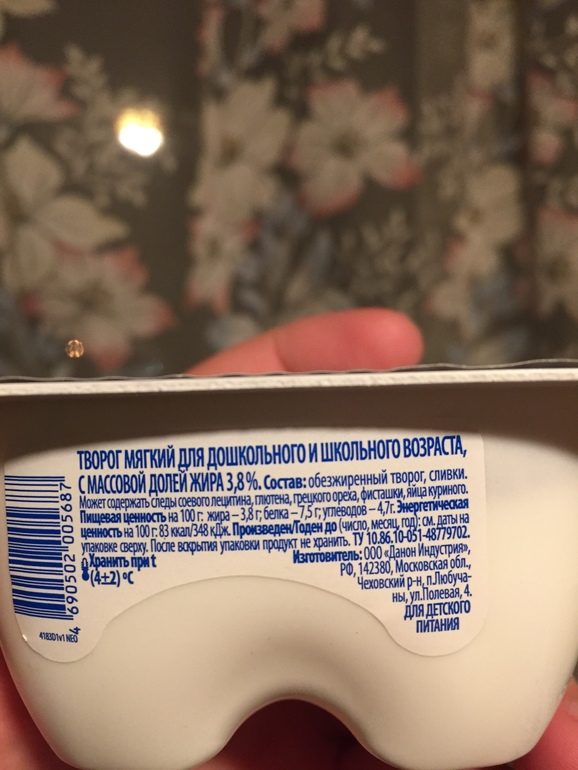 ТВОРОГ МЯГКИЙ ДЛЯ ДОШКОЛЬНОГО И ШКОЛЬНОГО ВОЗРАСТА,
С МАССОВОЙ ДОЛЕЙ ЖИРА 3,8%. Состав: обезжиренный творог, сливки.
Может содержать следы соевого лецитина, глютена, грецкого ореха, фисташки, яйца куриного.
Пищевая ценность на 100 г: жира – 3,8 г; белка – 7,5 г; углеводов – 4,7г. Энергетическая
ценность на 100 г: 83 ккал/348 кДж. Произведен/Годен до (число, месяц, год): см. даты на
упаковке сверху. После вскрытия упаковки продукт не хранить. ТУ 10.86.10-051-48779702.
Хранить при t
(4±2) °C
Изготовитель: ООО «Данон Индустрия»,
РФ, 142380, Московская обл.,
Чеховский р-н, п.Любуча-
ны, ул.Полевая, 4.
ДЛЯ ДЕТСКОГО
ПИТАНИЯ
4 690502 005687
4183D1v1 NEO